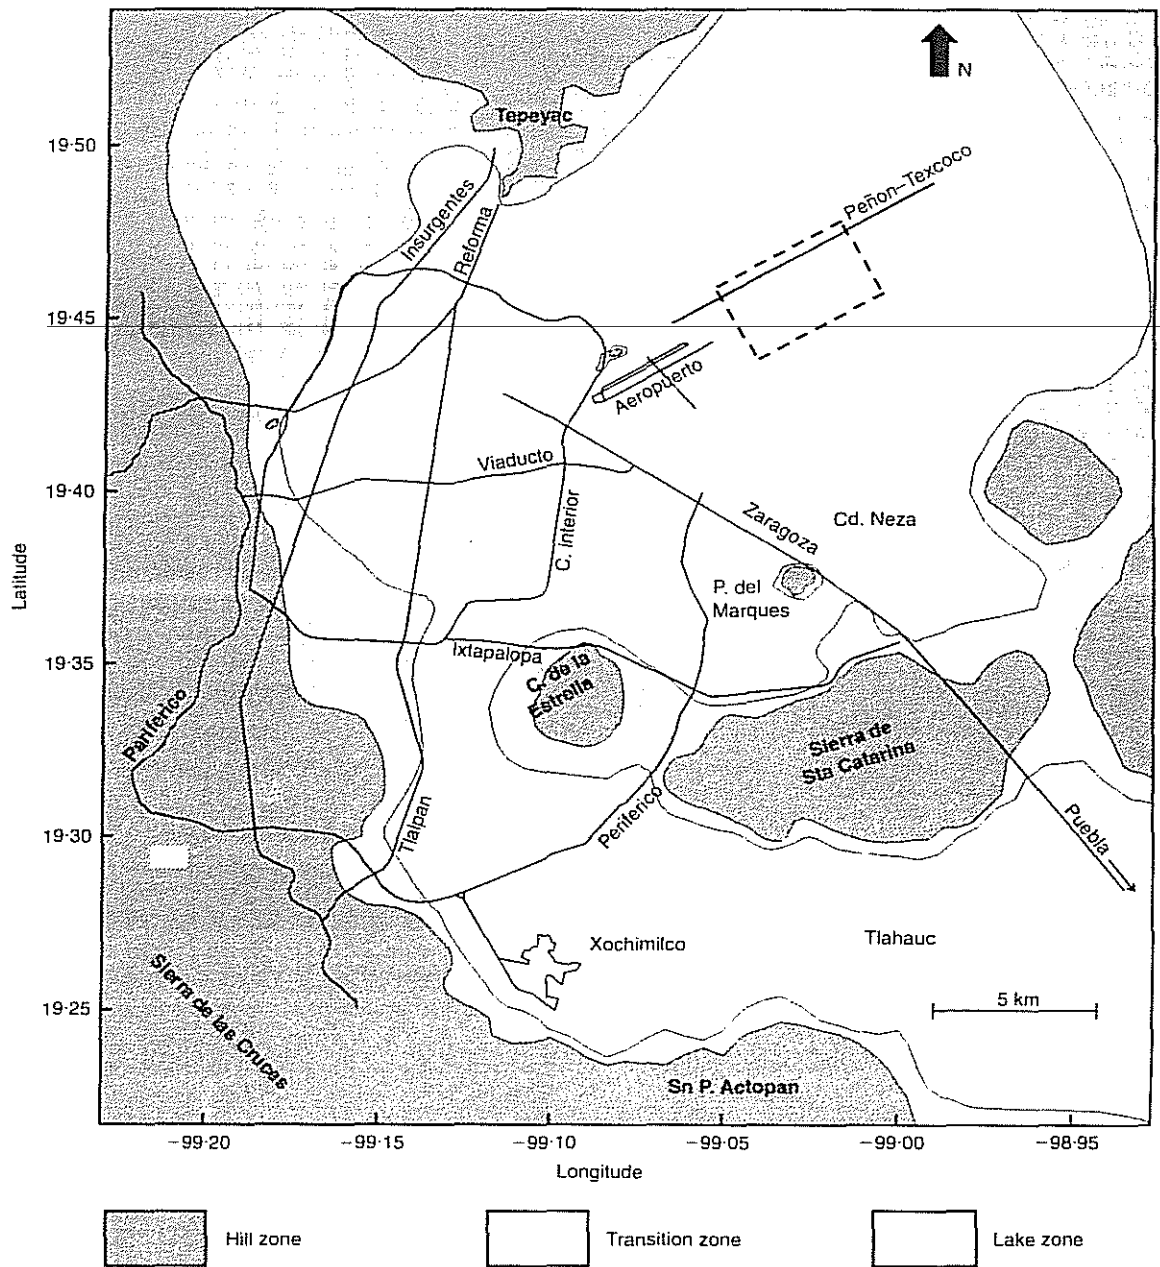 N
Tepeyac
19·50
Peñon–Texcoco
Insurgentes
Reforma
19·45
Aeropuerto
Viaducto
19·40
C. Interior
Zaragoza
Cd. Neza
P. del
Marques
Latitude
19·35
Ixtapalopa
C. de la
Estrella
Pariferico
Sierra de
Sta Catarina
19·30
Tlalpan
Periferico
Puebla
Xochimilco
Tlahauc
Sierra de las Crucas
19·25
5 km
Sn P. Actopan
−99·20
−99·15
−99·10
−99·05
−99·00
−98·95
Longitude
Hill zone
Transition zone
Lake zone